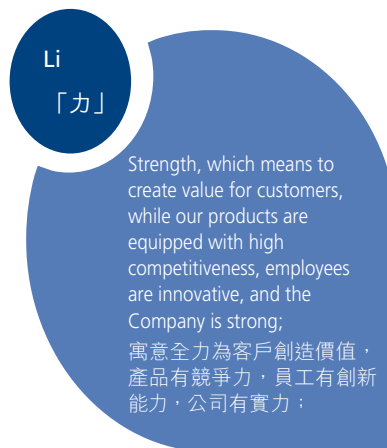 Li
「力」
Strength, which means to
create value for customers,
while our products are
equipped with high
competitiveness, employees
are innovative, and the
Company is strong;
寓意全力為客戶創造價值，
產品有競爭力，員工有創新
能力，公司有實力；